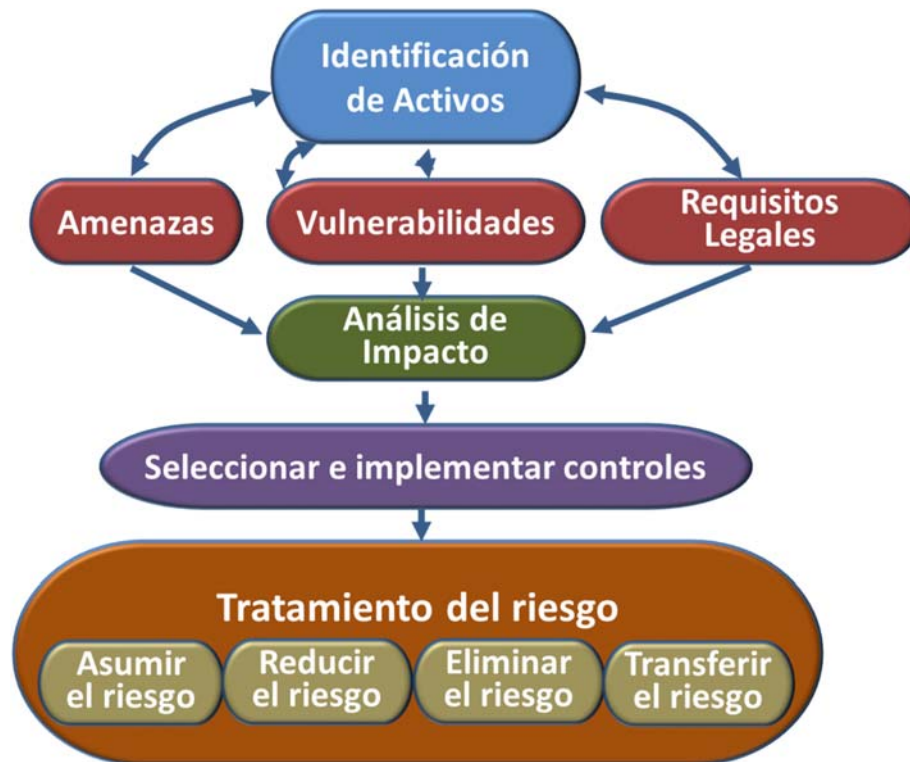 Identificación
de Activos
Amenazas
Vulnerabilidades
Requisitos
Legales
Análisis de
Impacto
Seleccionar e implementar controles
Tratamiento del riesgo
Asumir
el riesgo
Reducir
el riesgo
Eliminar
el riesgo
Transferir
el riesgo